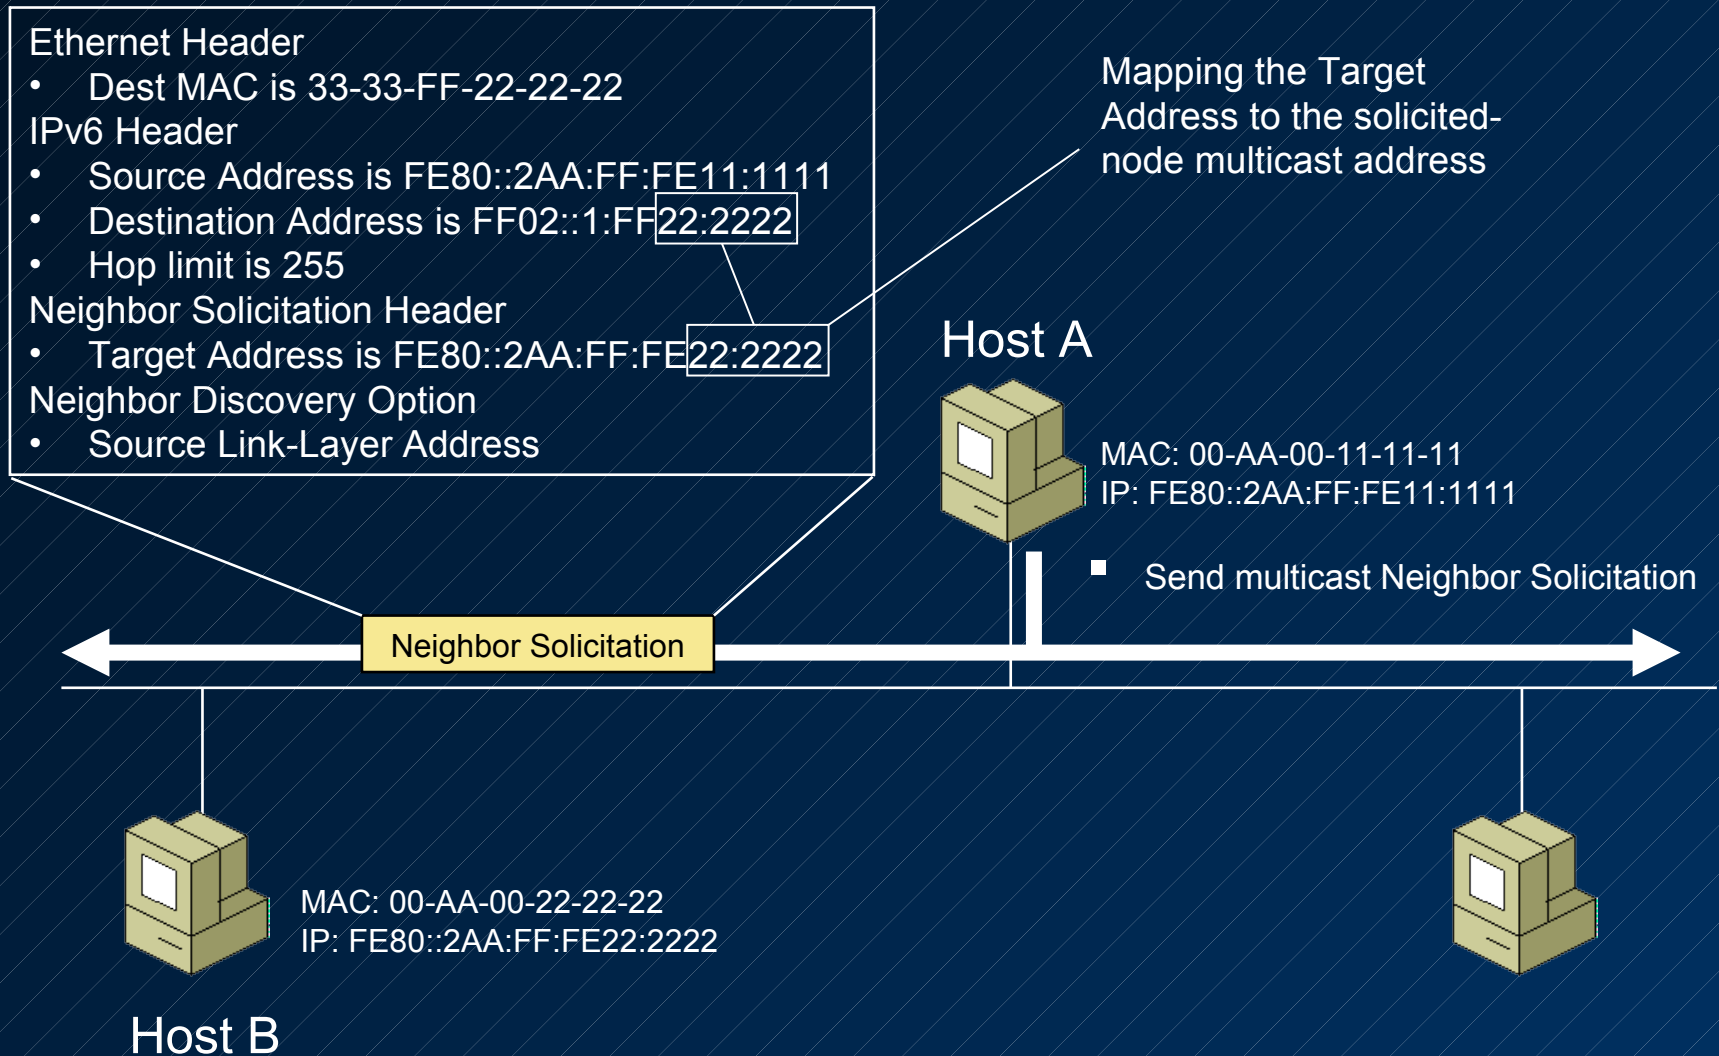 Ethernet Header
• Dest MAC is 33-33-FF-22-22-22
IPv6 Header
• Source Address is FE80::2AA:FF:FE11:1111
• Destination Address is FF02::1:FF22:2222
• Hop limit is 255
Neighbor Solicitation Header
• Target Address is FE80::2AA:FF:FE22:2222
Neighbor Discovery Option
• Source Link-Layer Address
Mapping the Target
Address to the solicited-
node multicast address
Host A
MAC: 00-AA-00-11-11-11
IP: FE80::2AA:FF:FE11:1111
▪ Send multicast Neighbor Solicitation
Neighbor Solicitation
MAC: 00-AA-00-22-22-22
IP: FE80::2AA:FF:FE22:2222
Host B